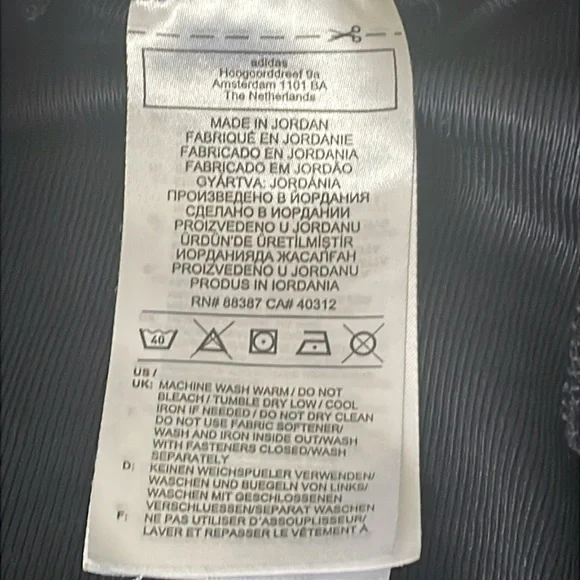 adidas
Hoogoorddreef 9a
Amsterdam 1101 BA
The Netherlands
MADE IN JORDAN
FABRIQUÉ EN JORDANIE
FABRICADO EN JORDANIA
FABRICADO EM JORDÃO
GYÁRTVA: JORDÁNIA
ПРОИЗВЕДЕНО В ЙОРДАНИЯ
СДЕЛАНО В ИОРДАНИИ
PROIZVEDENO U JORDANU
ÜRDÜN'DE ÜRETİLMİŞTİR
ИОРДАНИЯДА ЖАСАЛҒАН
PROIZVEDENO U JORDANU
PRODUS IN IORDANIA
RN# 88387 CA# 40312
40
US /
UK: MACHINE WASH WARM / DO NOT
BLEACH / TUMBLE DRY LOW / COOL
IRON IF NEEDED / DO NOT DRY CLEAN
DO NOT USE FABRIC SOFTENER/
WASH AND IRON INSIDE OUT/WASH
WITH FASTENERS CLOSED/WASH
SEPARATELY
D: KEINEN WEICHSPUELER VERWENDEN/
WASCHEN UND BUEGELN VON LINKS/
WASCHEN MIT GESCHLOSSENEN
VERSCHLUESSEN/SEPARAT WASCHEN
F: NE PAS UTILISER D'ASSOUPLISSEUR/
LAVER ET REPASSER LE VÊTEMENT À